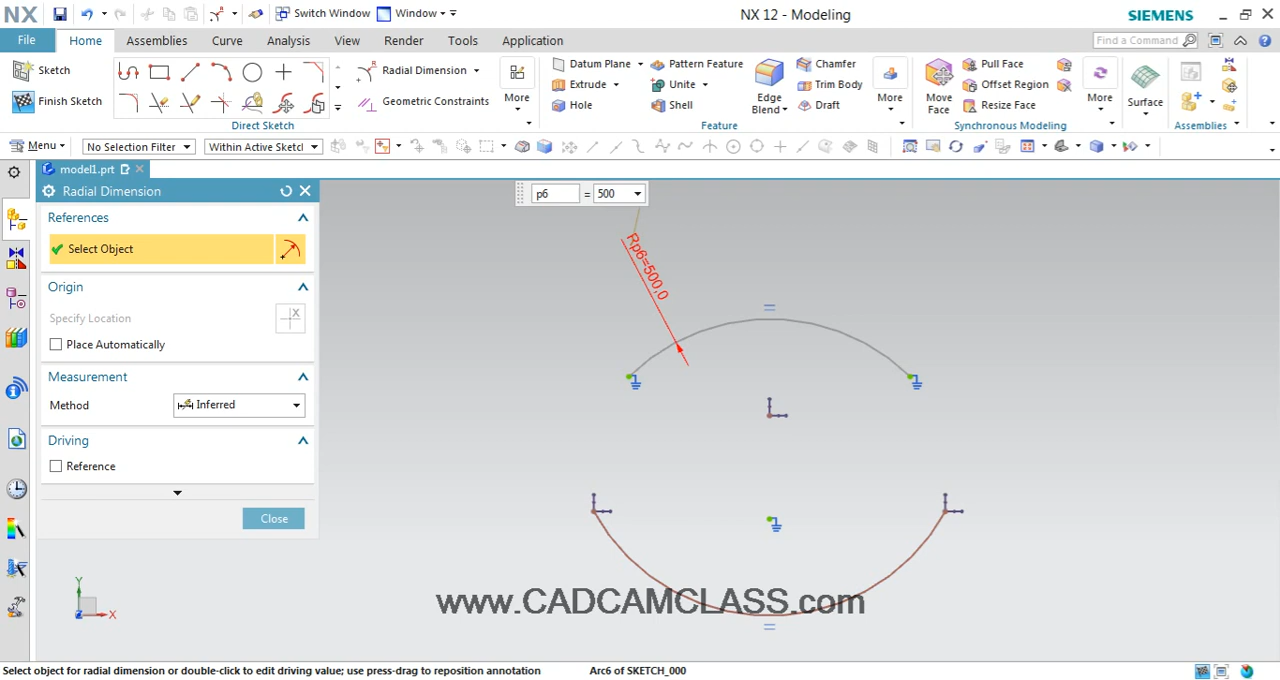 NX Switch Window Window NX 12 - Modeling SIEMENS
File Home Assemblies Curve Analysis View Render Tools Application Find a Command
Sketch Radial Dimension Datum Plane Pattern Feature Chamfer Pull Face
Finish Sketch Geometric Constraints More Extrude Unite Edge Blend Trim Body More Move Face Offset Region More Surface
Hole Shell Draft Resize Face
Direct Sketch Feature Synchronous Modeling Assemblies
Menu No Selection Filter Within Active Sketcl
model1.prt
Radial Dimension
p6 = 500
References
Select Object
Rp6=500,0
Origin
Specify Location
Place Automatically
Measurement
Method Inferred
Driving
Reference
Close
www.CADCAMCLASS.com
Y
Z X
Select object for radial dimension or double-click to edit driving value; use press-drag to reposition annotation Arc6 of SKETCH_000